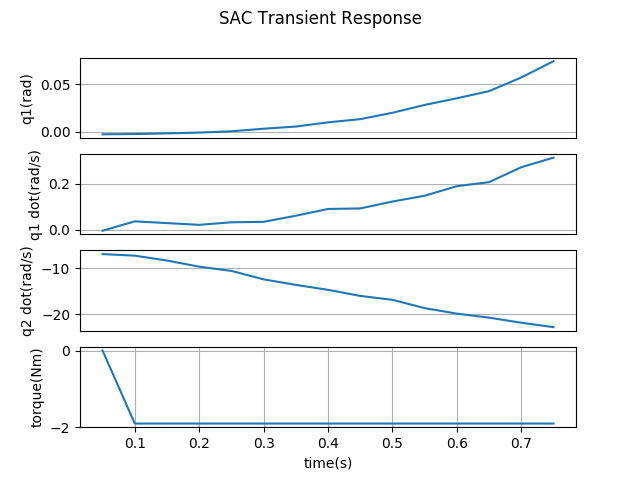 SAC Transient Response
q1(rad)
0.05
0.00
q1 dot(rad/s)
0.2
0.0
q2 dot(rad/s)
−10
−20
torque(Nm)
0
−2
0.1 0.2 0.3 0.4 0.5 0.6 0.7
time(s)